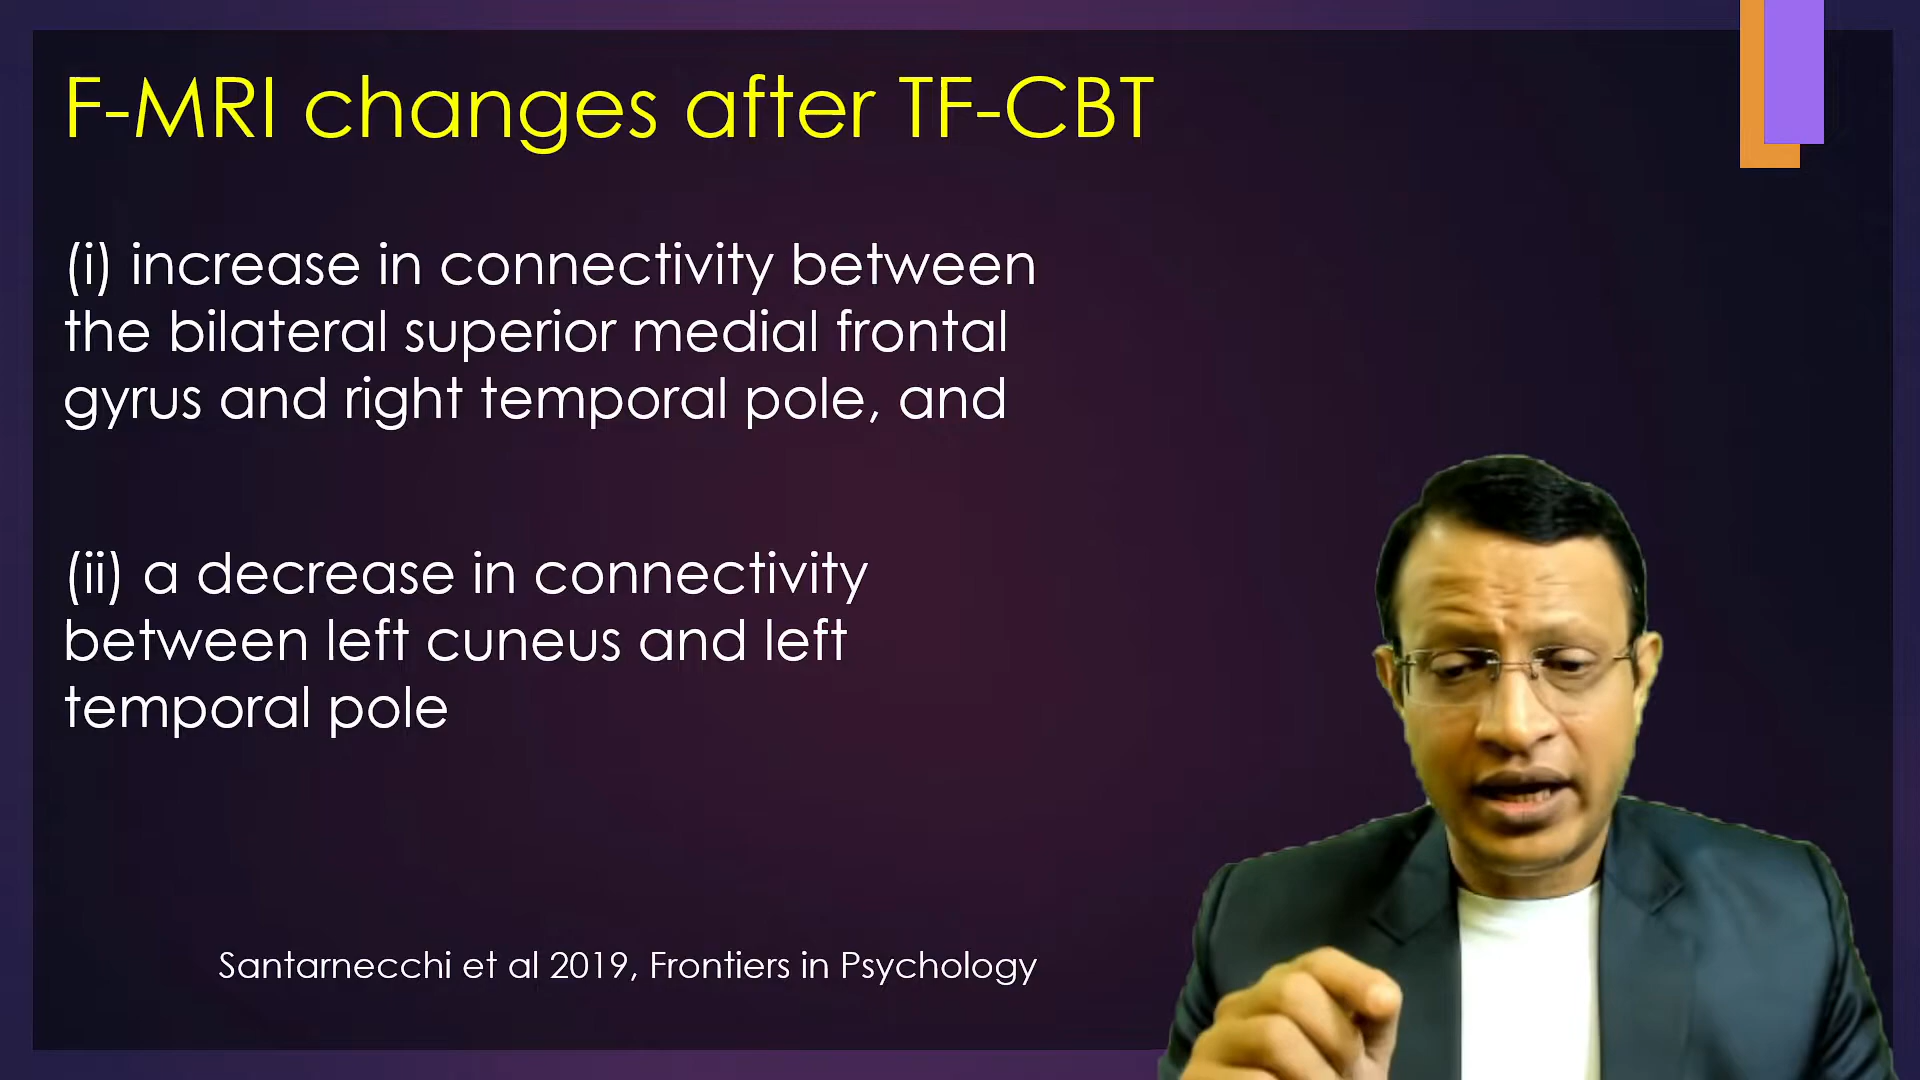 F-MRI changes after TF-CBT
(i) increase in connectivity between
the bilateral superior medial frontal
gyrus and right temporal pole, and
(ii) a decrease in connectivity
between left cuneus and left
temporal pole
Santarnecchi et al 2019, Frontiers in Psychology